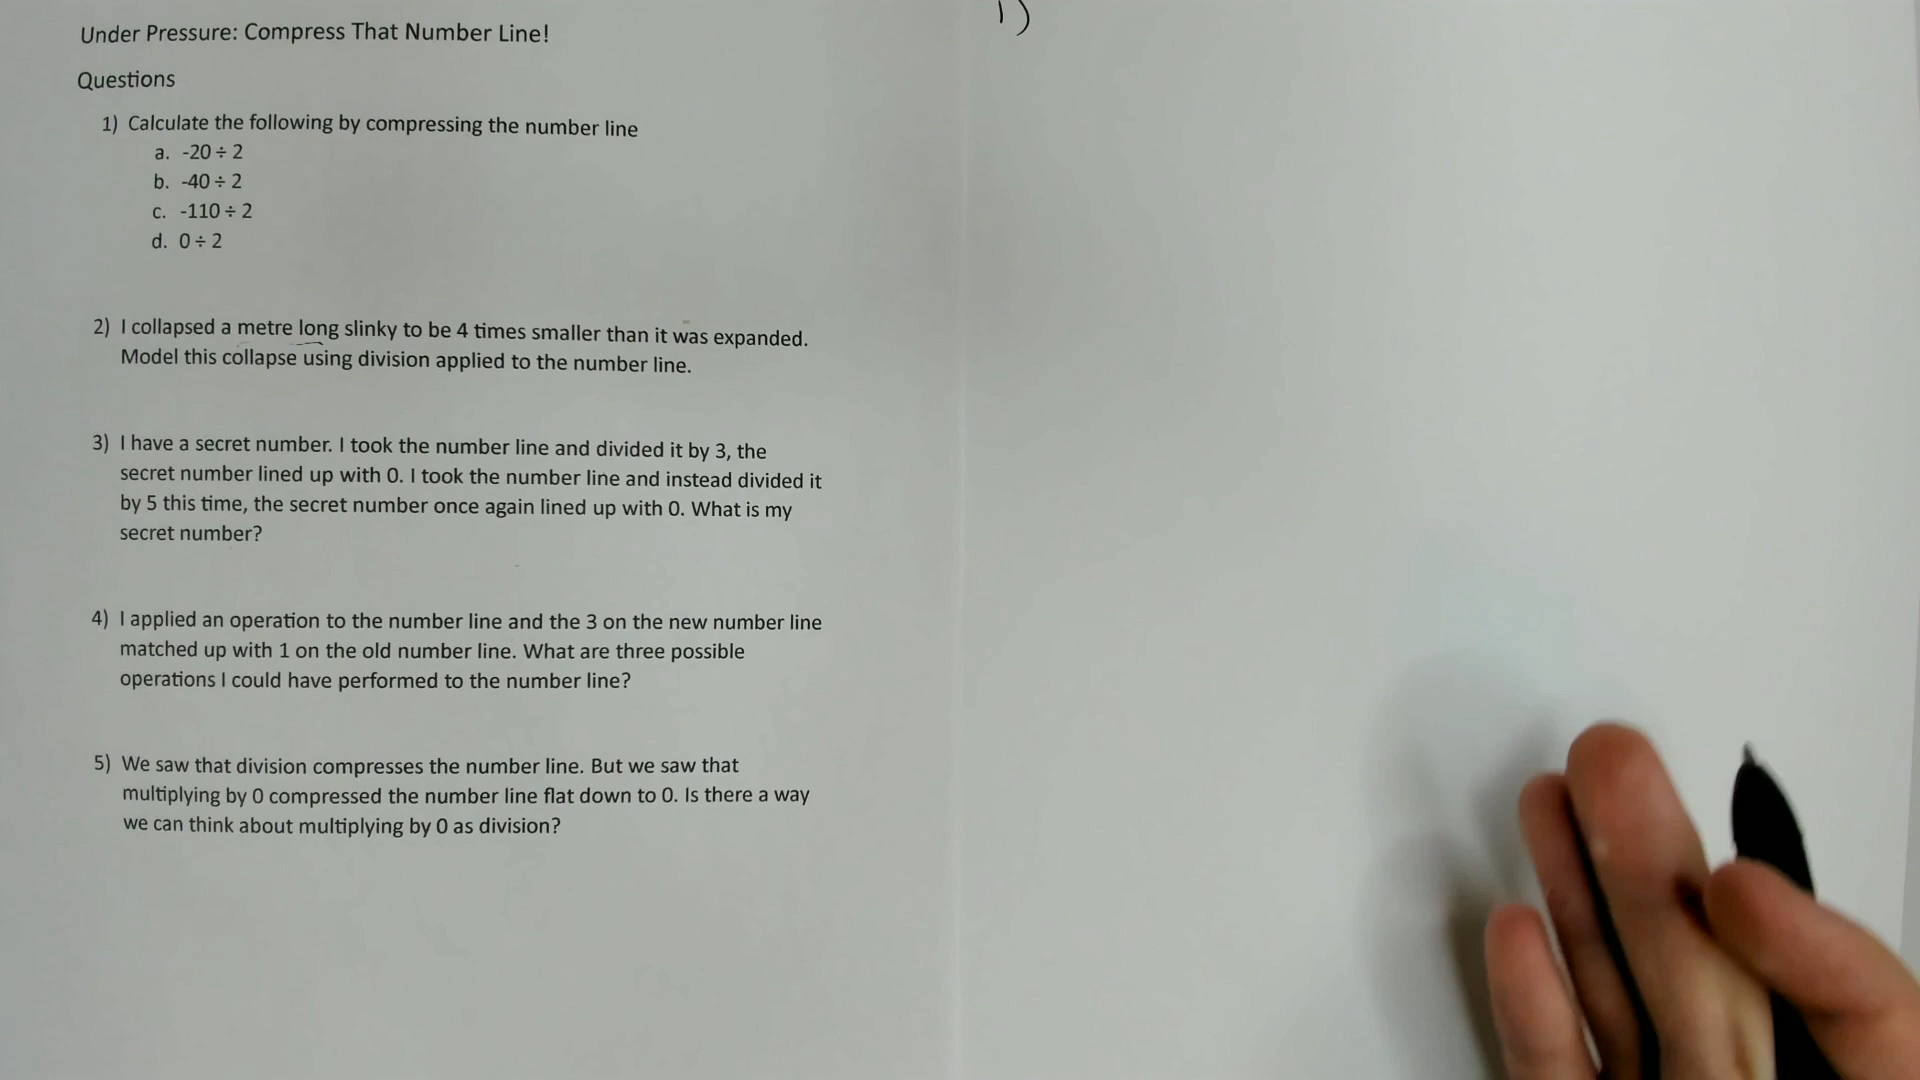 Under Pressure: Compress That Number Line!
Questions
1) Calculate the following by compressing the number line
a. -20 ÷ 2
b. -40 ÷ 2
c. -110 ÷ 2
d. 0 ÷ 2
2) I collapsed a metre long slinky to be 4 times smaller than it was expanded.
Model this collapse using division applied to the number line.
3) I have a secret number. I took the number line and divided it by 3, the
secret number lined up with 0. I took the number line and instead divided it
by 5 this time, the secret number once again lined up with 0. What is my
secret number?
4) I applied an operation to the number line and the 3 on the new number line
matched up with 1 on the old number line. What are three possible
operations I could have performed to the number line?
5) We saw that division compresses the number line. But we saw that
multiplying by 0 compressed the number line flat down to 0. Is there a way
we can think about multiplying by 0 as division?
1)